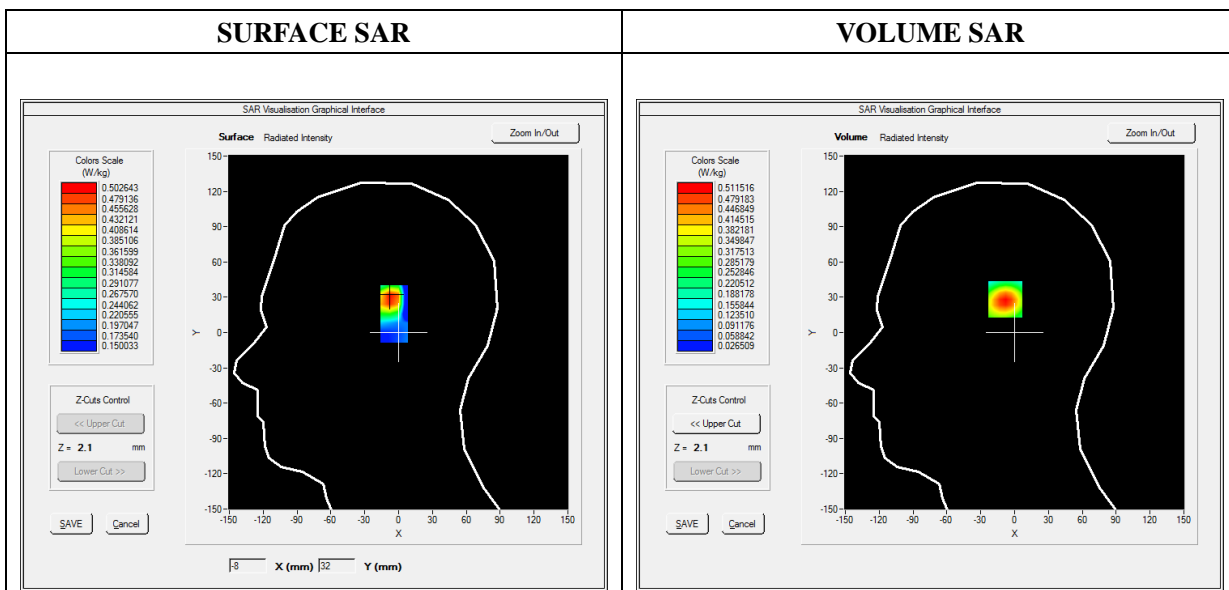 SURFACE SAR
VOLUME SAR
SAR Visualisation Graphical Interface
Surface Radiated Intensity
Zoom In/Out
Colors Scale
(W/kg)
0.502643
0.479136
0.455628
0.432121
0.408614
0.385106
0.361599
0.338092
0.314584
0.291077
0.267570
0.244062
0.220555
0.197047
0.173540
0.150033
Z-Cuts Control
<< Upper Cut
Z = 2.1 mm
Lower Cut >>
SAVE Cancel
150
120
90
60
30
0
-30
-60
-90
-120
-150
Y
-150 -120 -90 -60 -30 0 30 60 90 120 150
X
-8 X (mm) 32 Y (mm)
SAR Visualisation Graphical Interface
Volume Radiated Intensity
Zoom In/Out
Colors Scale
(W/kg)
0.511516
0.479183
0.446849
0.414515
0.382181
0.349847
0.317513
0.285179
0.252846
0.220512
0.188178
0.155844
0.123510
0.091176
0.058842
0.026509
Z-Cuts Control
<< Upper Cut
Z = 2.1 mm
Lower Cut >>
SAVE Cancel
150
120
90
60
30
0
-30
-60
-90
-120
-150
Y
-150 -120 -90 -60 -30 0 30 60 90 120 150
X